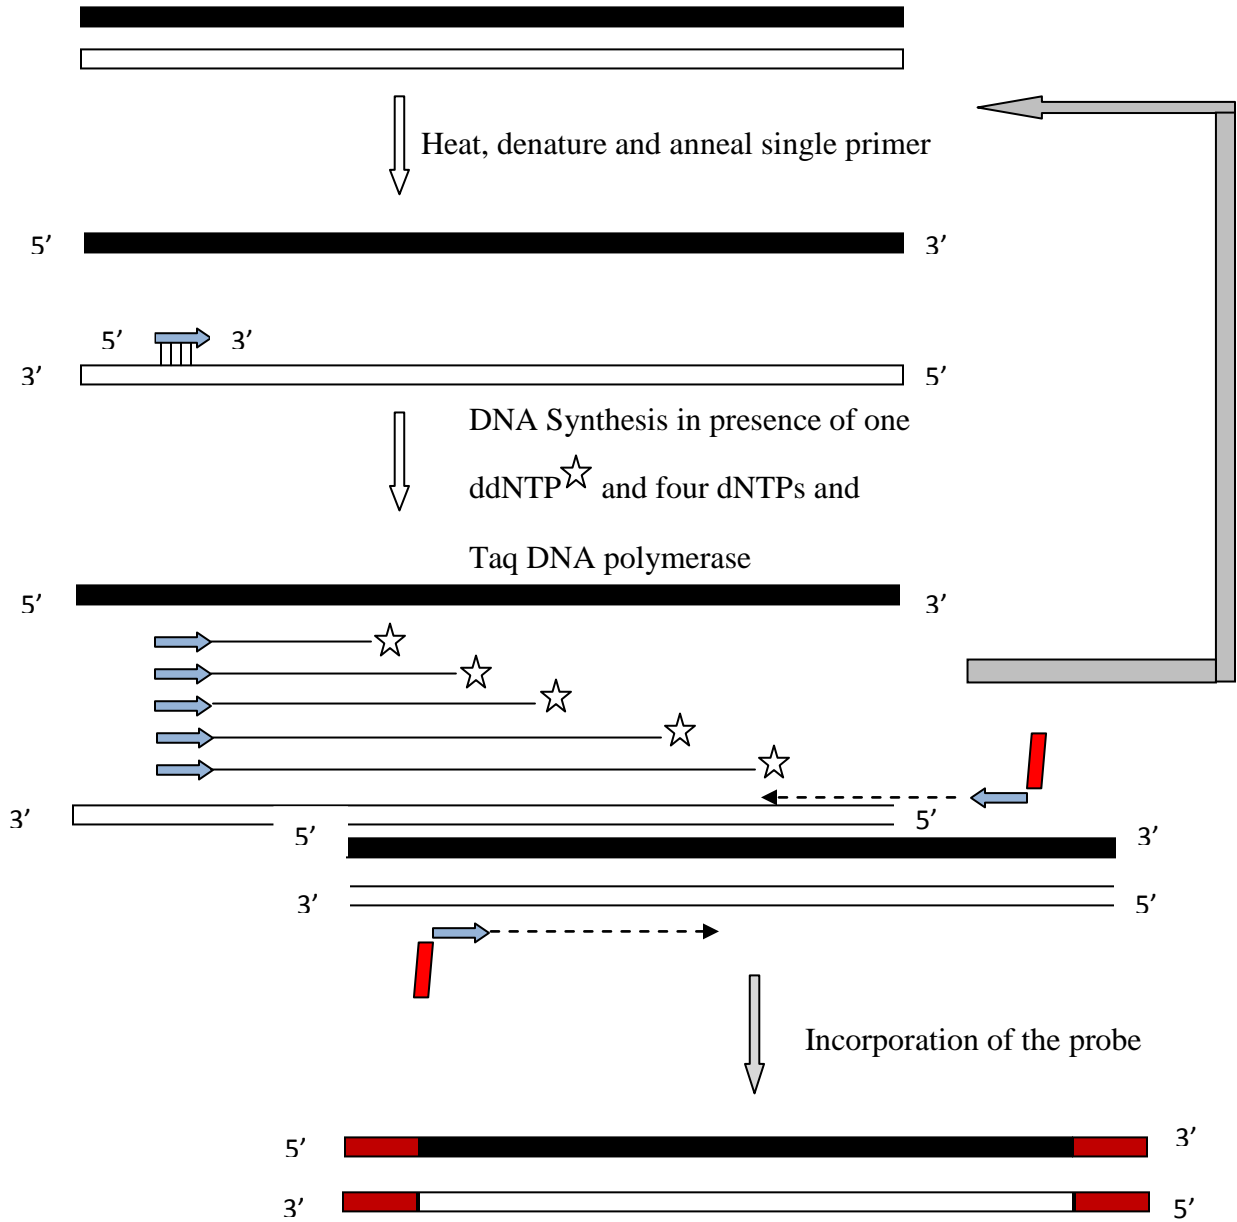 Heat, denature and anneal single primer
5’ 3’
5’ 3’
3’ 5’
DNA Synthesis in presence of one
ddNTP and four dNTPs and
Taq DNA polymerase
5’ 3’
3’ 5’
5’ 3’
3’ 5’
Incorporation of the probe
5’ 3’
3’ 5’